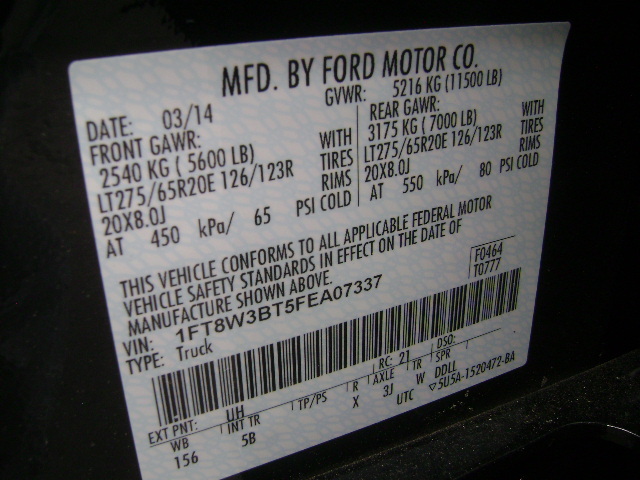 MFD. BY FORD MOTOR CO.
DATE: 03/14 GVWR: 5216 KG (11500 LB)
FRONT GAWR: REAR GAWR:
2540 KG (5600 LB) WITH 3175 KG (7000 LB) WITH
LT275/65R20E 126/123R TIRES LT275/65R20E 126/123R TIRES
20X8.0J RIMS 20X8.0J RIMS
AT 450 kPa/ 65 PSI COLD AT 550 kPa/ 80 PSI COLD
THIS VEHICLE CONFORMS TO ALL APPLICABLE FEDERAL MOTOR
VEHICLE SAFETY STANDARDS IN EFFECT ON THE DATE OF
MANUFACTURE SHOWN ABOVE.
F0464
T0777
VIN: 1FT8W3BT5FEA07337
TYPE: Truck
EXT PNT: UH RC: 21 DSO:
WB INT TR TP/PS R AXLE TR SPR
156 5B X 3J W DDLL
UTC ▽5U5A-1520472-BA